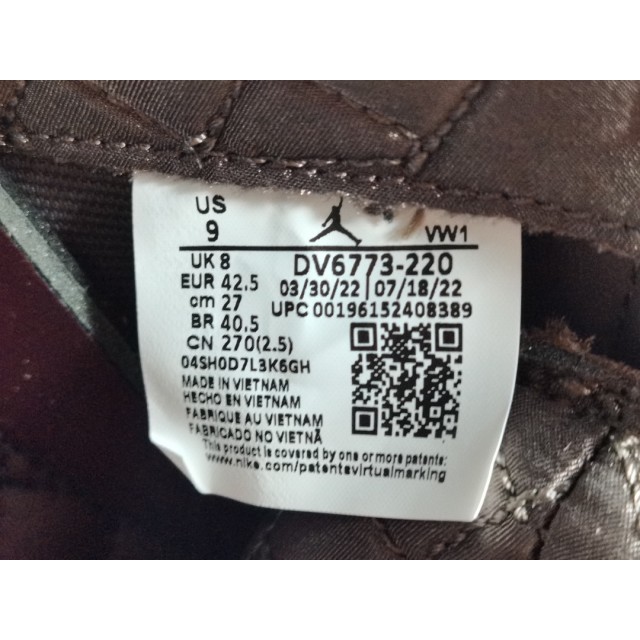 US
9 VW1
UK 8 DV6773-220
EUR 42.5 03/30/22 07/18/22
cm 27 UPC 00196152408389
BR 40.5
CN 270(2.5)
04SH0D7L3K6GH
MADE IN VIETNAM
HECHO EN VIETNAM
FABRIQUE AU VIETNAM
FABRICADO NO VIETNÃ
This product is covered by one or more patents:
www.nike.com/patentsvirtualmarking